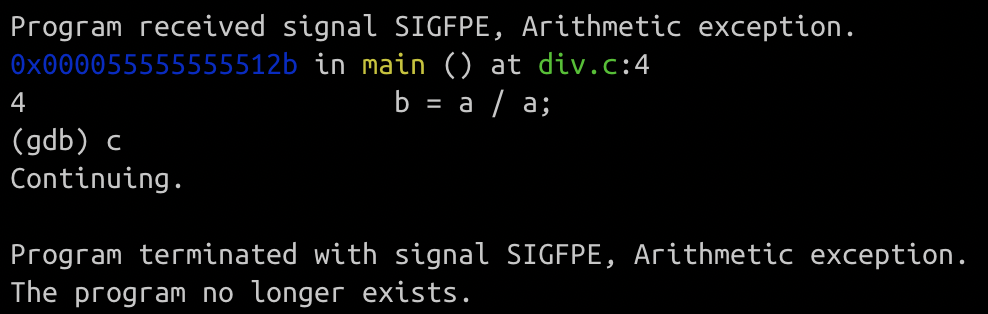 Program received signal SIGFPE, Arithmetic exception.
0x000055555555512b in main () at div.c:4
4                       b = a / a;
(gdb) c
Continuing.

Program terminated with signal SIGFPE, Arithmetic exception.
The program no longer exists.